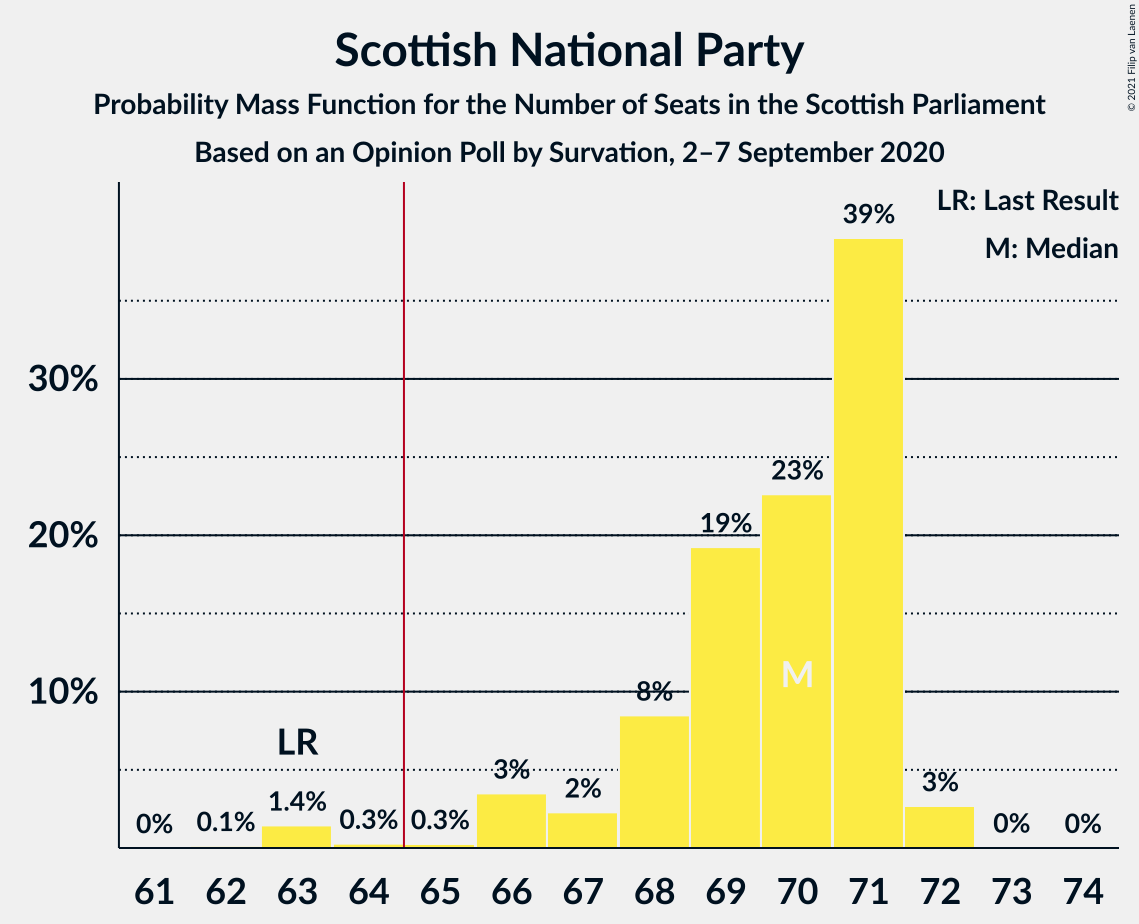 Scottish National Party
Probability Mass Function for the Number of Seats in the Scottish Parliament
Based on an Opinion Poll by Survation, 2–7 September 2020
© 2021 Filip van Laenen
LR: Last Result
M: Median
39%
30%
23%
20%
19%
10%
8%
M
LR
3%
2%
3%
1.4%
0% 0.1% 0.3% 0.3% 0% 0%
61 62 63 64 65 66 67 68 69 70 71 72 73 74